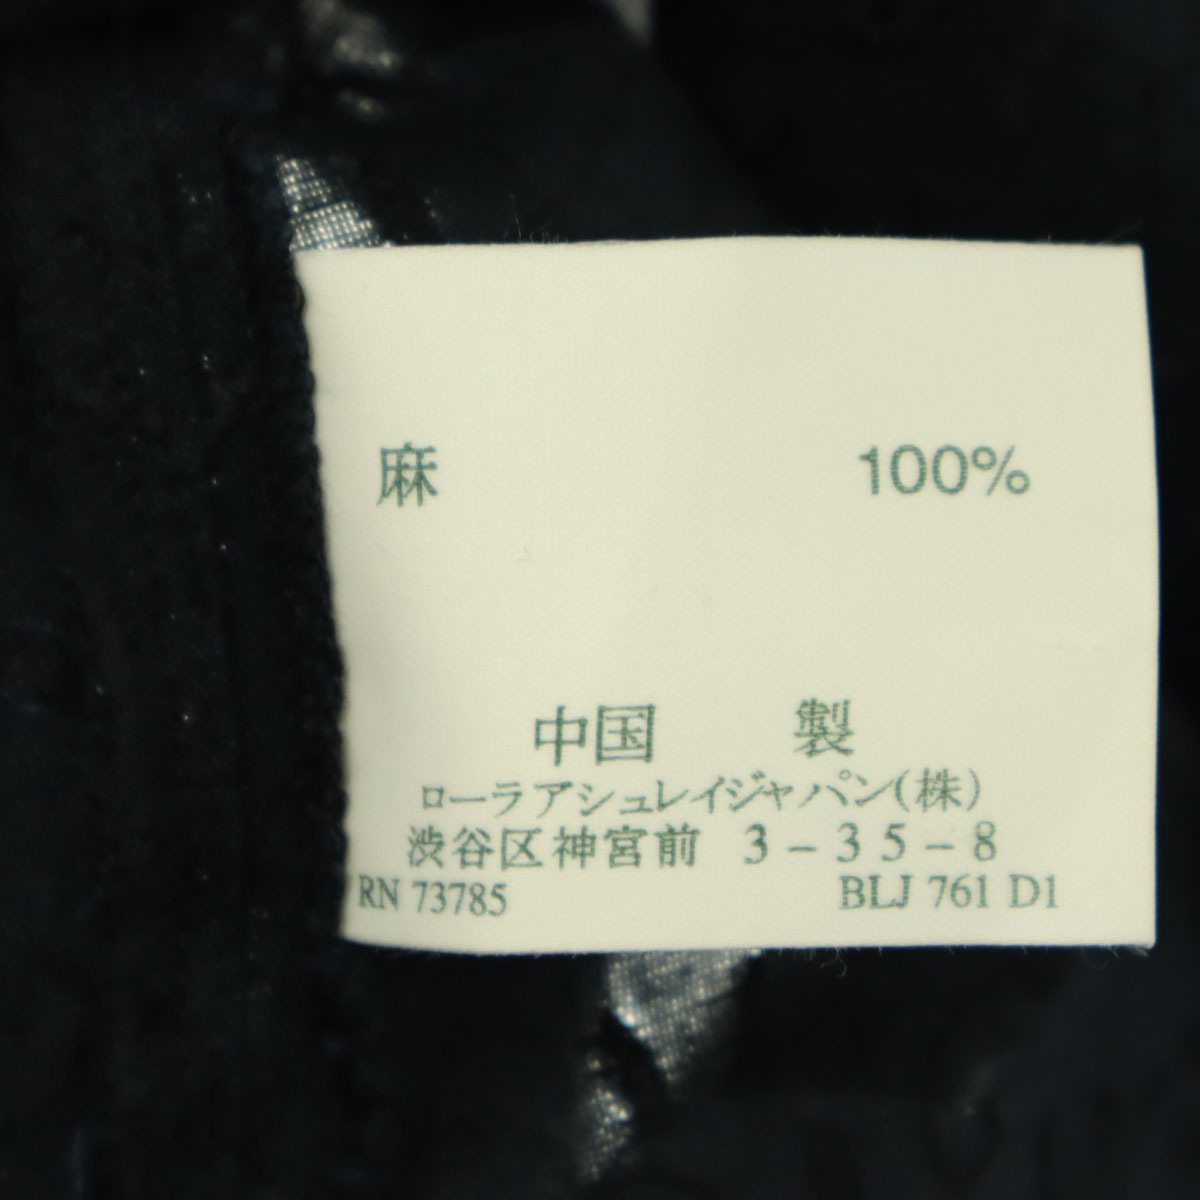 麻 100%
中国 製
ローラアシュレイジャパン(株)
渋谷区神宮前 3-35-8
RN 73785 BLJ 761 D1